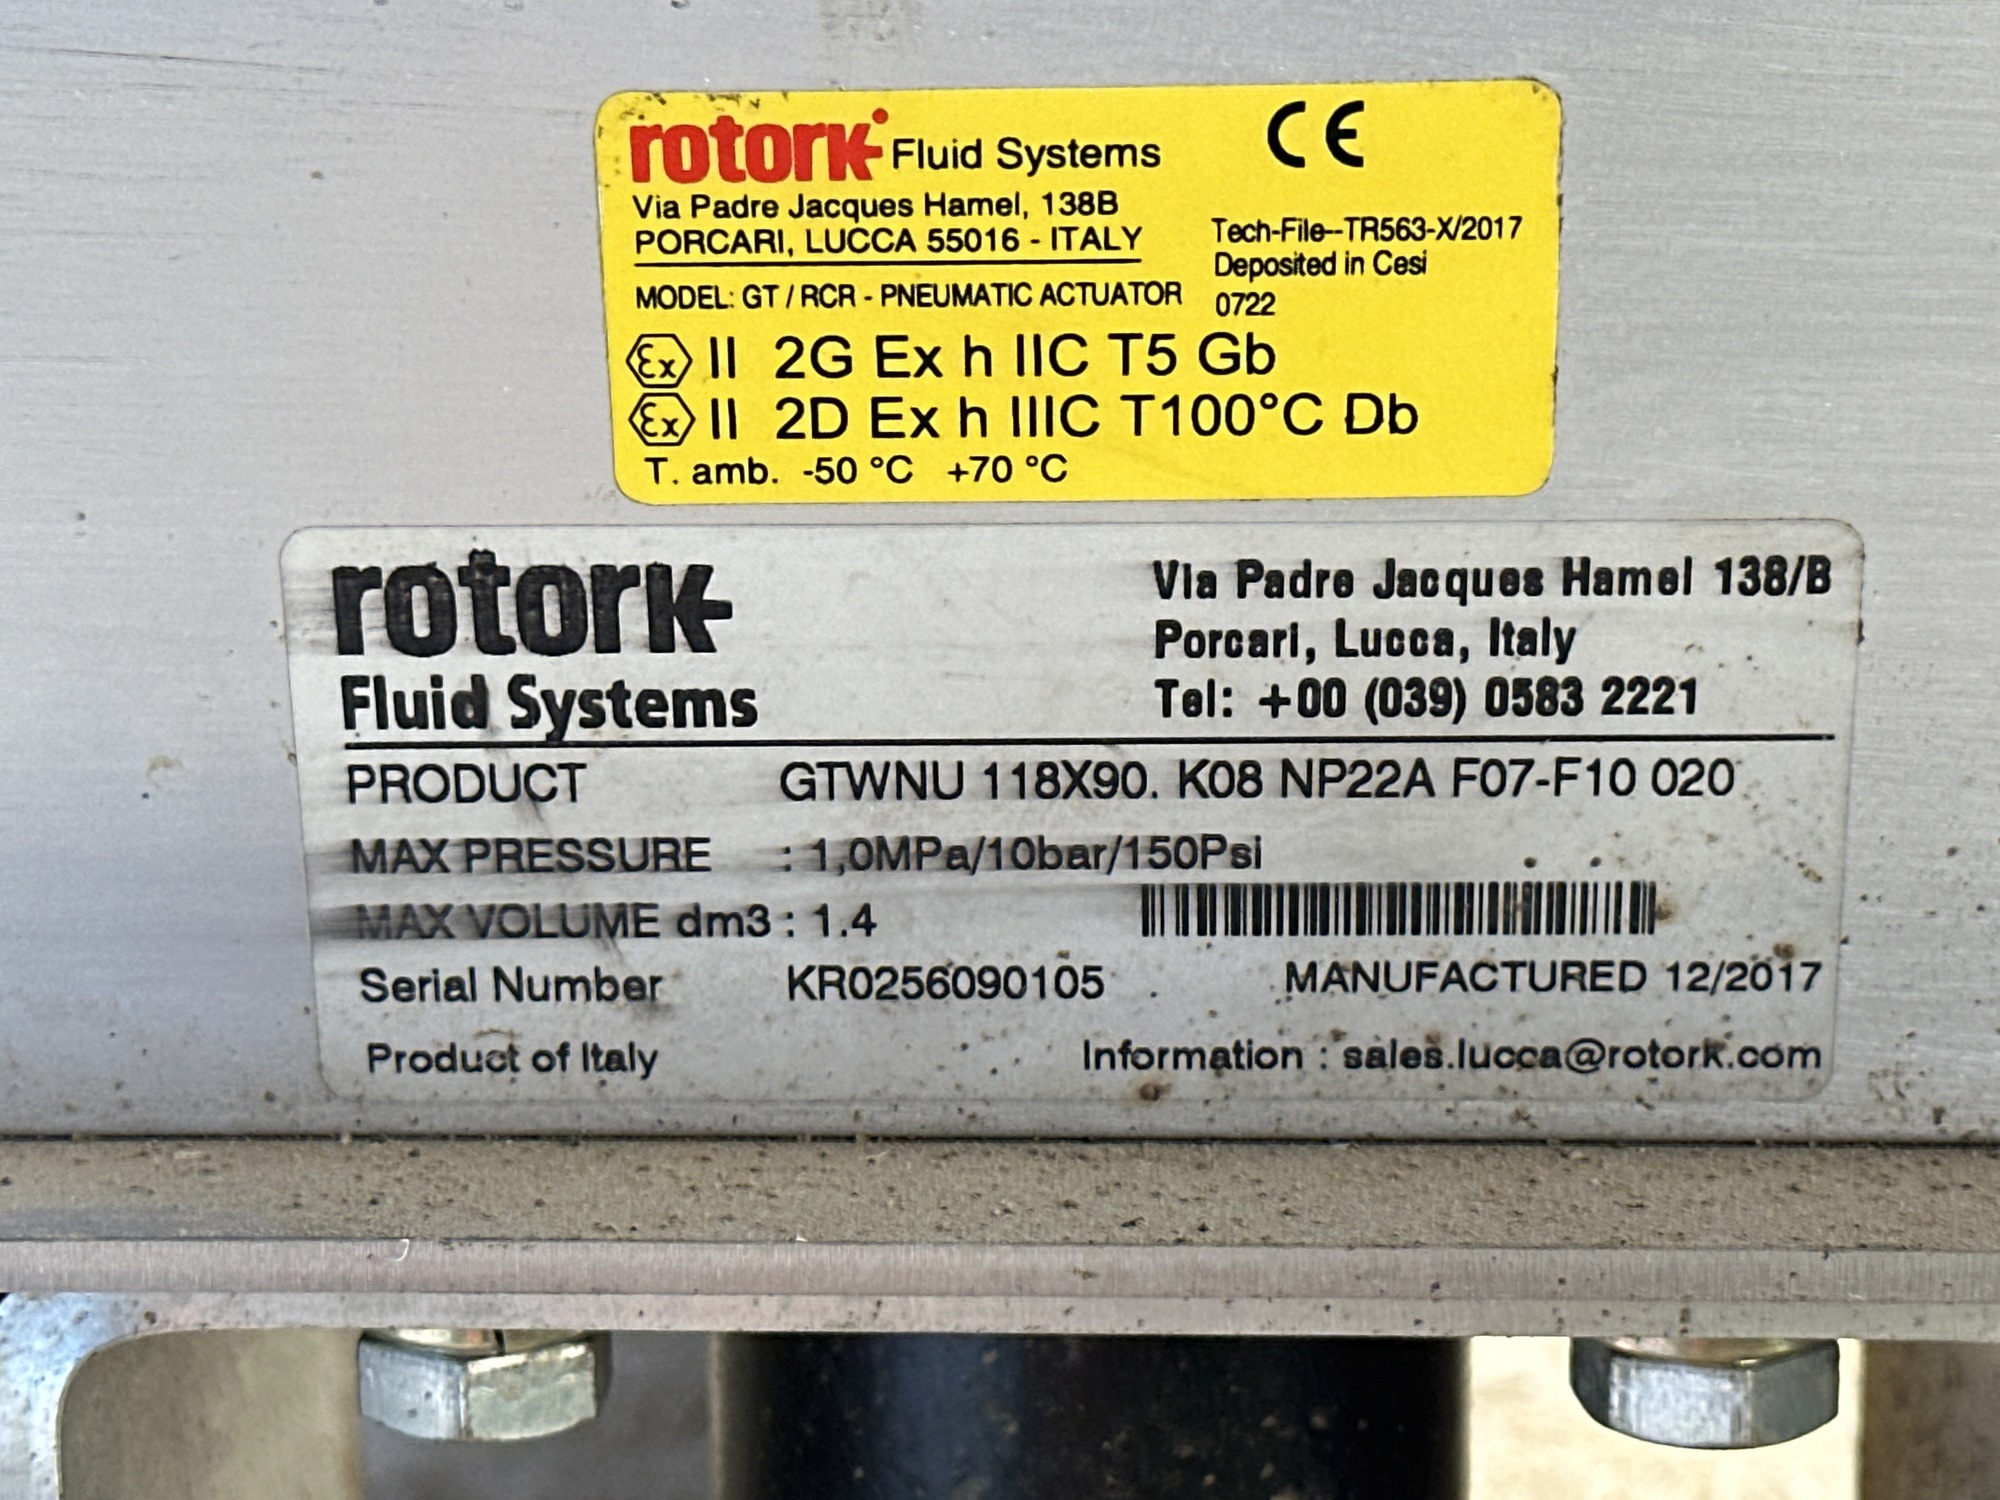 rotork Fluid Systems CE
Via Padre Jacques Hamel, 138B
PORCARI, LUCCA 55016 - ITALY
Tech-File--TR563-X/2017
Deposited in Cesi
0722
MODEL: GT / RCR - PNEUMATIC ACTUATOR
Ex II 2G Ex h IIC T5 Gb
Ex II 2D Ex h IIIC T100°C Db
T. amb. -50 °C +70 °C
rotork
Fluid Systems
Via Padre Jacques Hamel 138/B
Porcari, Lucca, Italy
Tel: +00 (039) 0583 2221
PRODUCT GTWNU 118X90. K08 NP22A F07-F10 020
MAX PRESSURE : 1,0MPa/10bar/150Psi
MAX VOLUME dm3 : 1.4
Serial Number KR0256090105 MANUFACTURED 12/2017
Product of Italy Information : sales.lucca@rotork.com